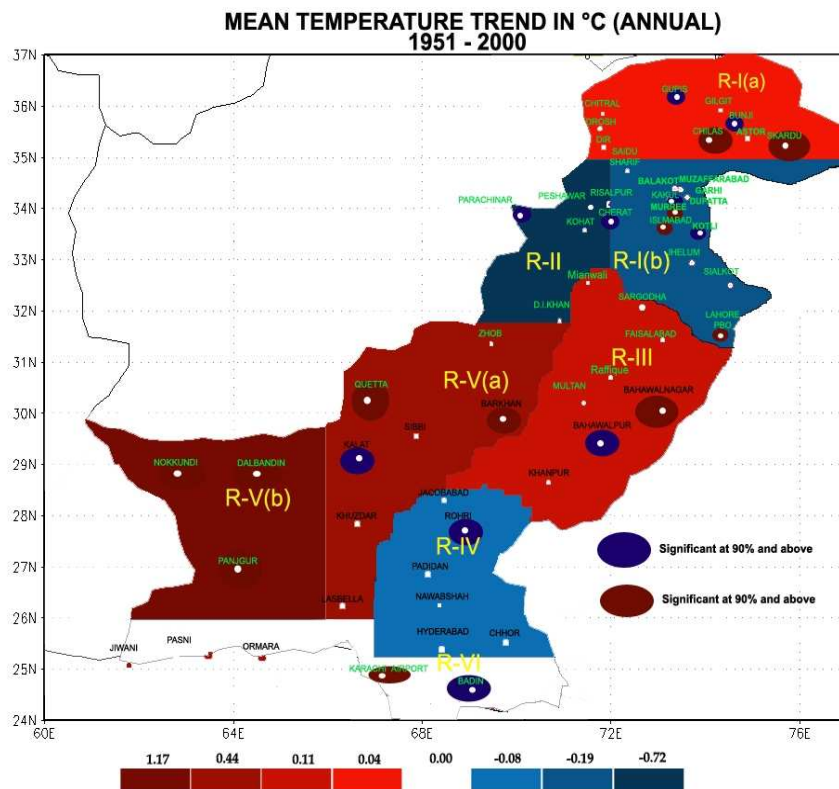 MEAN TEMPERATURE TREND IN °C (ANNUAL)
1951 - 2000
37N
36N
35N
34N
33N
32N
31N
30N
29N
28N
27N
26N
25N
24N
60E
64E
68E
72E
76E
R-I(a)
GUPIS
CHITRAL
GILGIT
DROSH
BUNJI
CHILAS
ASTOR
SKARDU
DIR
SAIDU
SHARIF
BALAKOT
MUZAFFARABAD
PESHAWAR
RISALPUR
KAKUL
GARHI
DUPATTA
PARACHINAR
MURREE
CHERAT
ISLMABAD
KOHAT
KOTLI
R-II
R-I(b)
JHELUM
Mianwali
SIALKOT
D.I.KHAN
SARGODHA
LAHORE
PBO
ZHOB
FAISALABAD
R-III
R-V(a)
Raffique
QUETTA
MULTAN
BAHAWALNAGAR
BARKHAN
SIBBI
BAHAWALPUR
KALAT
NOKKUNDI
DALBANDIN
KHANPUR
R-V(b)
JACOBABAD
KHUZDAR
ROHRI
R-IV
PANJGUR
PADIDAN
LASBELLA
NAWABSHAH
HYDERABAD
CHHOR
JIWANI
PASNI
ORMARA
R-VI
KARACHI AIRPORT
BADIN
Significant at 90% and above
Significant at 90% and above
1.17 0.44 0.11 0.04 0.00 -0.08 -0.19 -0.72